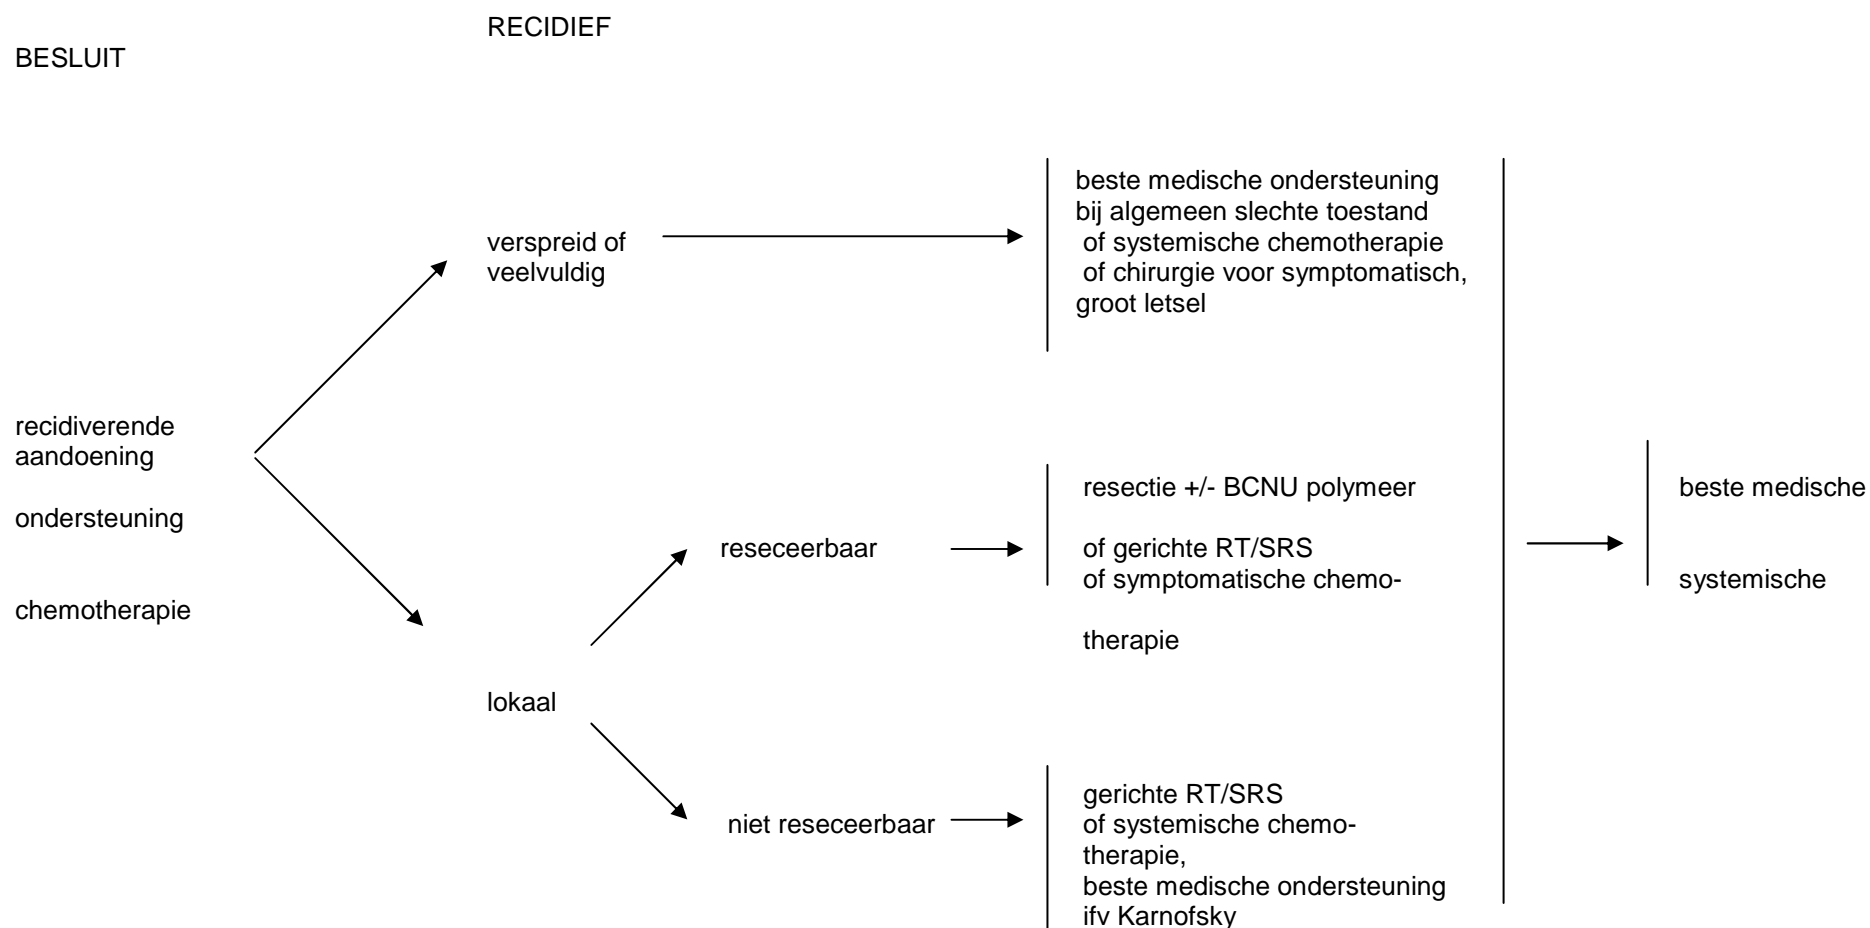 RECIDIEF
BESLUIT
beste medische ondersteuning
bij algemeen slechte toestand
of systemische chemotherapie
of chirurgie voor symptomatisch,
groot letsel
verspreid of
veelvuldig
recidiverende
aandoening
ondersteuning
chemotherapie
resectie +/- BCNU polymeer
of gerichte RT/SRS
of symptomatische chemo-
therapie
reseceerbaar
beste medische
systemische
lokaal
niet reseceerbaar
gerichte RT/SRS
of systemische chemo-
therapie,
beste medische ondersteuning
ifv Karnofsky